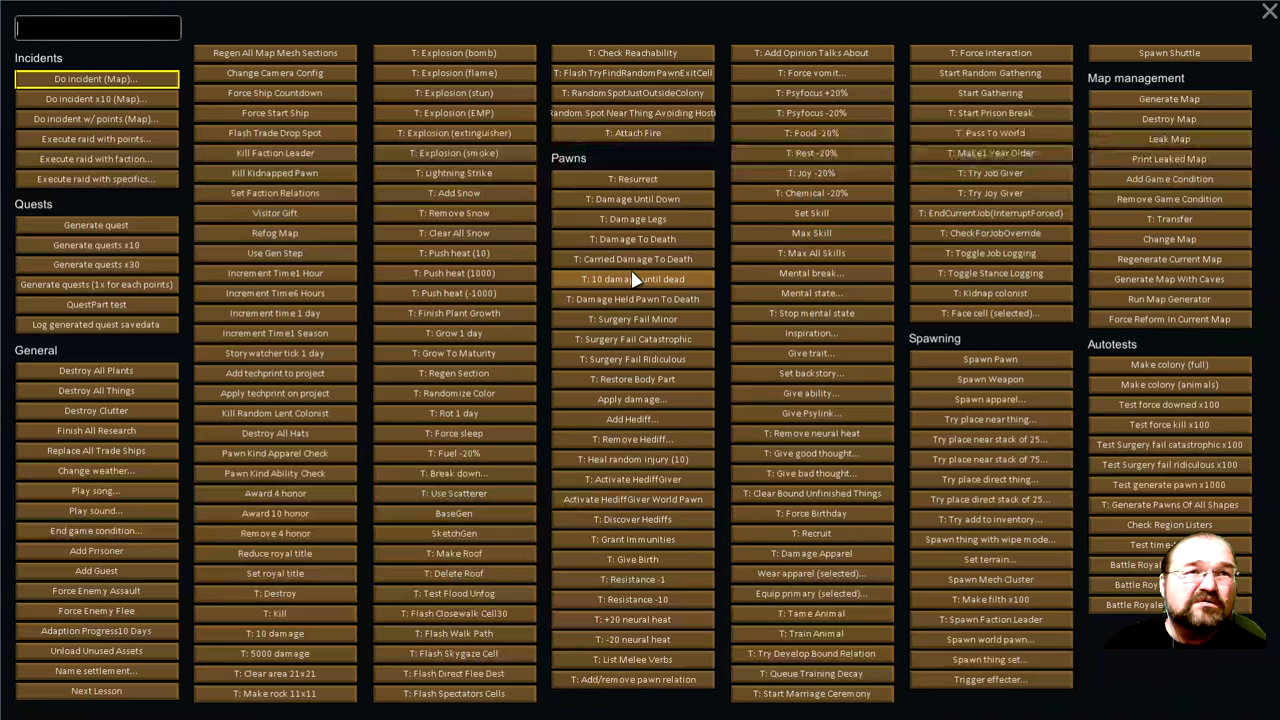 Incidents
Do incident (Map)...
Do incident x10 (Map)...
Do incident w/ points (Map)...
Execute raid with points...
Execute raid with faction...
Execute raid with specifics...
Quests
Generate quest
Generate quests x10
Generate quests x30
Generate quests (1x for each points)
QuestPart test
Log generated quest savedata
General
Destroy All Plants
Destroy All Things
Destroy Clutter
Finish All Research
Replace All Trade Ships
Change weather...
Play song...
Play sound...
End game condition...
Add Prisoner
Add Guest
Force Enemy Assault
Force Enemy Flee
Adaption Progress10 Days
Unload Unused Assets
Name settlement...
Next Lesson
Regen All Map Mesh Sections
Change Camera Config
Force Ship Countdown
Force Start Ship
Flash Trade Drop Spot
Kill Faction Leader
Kill Kidnapped Pawn
Set Faction Relations
Visitor Gift
Refog Map
Use Gen Step
Increment Time1 Hour
Increment Time6 Hours
Increment time 1 day
Increment Time1 Season
Storywatcher tick 1 day
Add techprint to project
Apply techprint on project
Kill Random Lent Colonist
Destroy All Hats
Pawn Kind Apparel Check
Pawn Kind Ability Check
Award 4 honor
Award 10 honor
Remove 4 honor
Reduce royal title
Set royal title
T: Destroy
T: Kill
T: 10 damage
T: 5000 damage
T: Clear area 21x21
T: Make rock 11x11
T: Explosion (bomb)
T: Explosion (flame)
T: Explosion (stun)
T: Explosion (EMP)
T: Explosion (extinguisher)
T: Explosion (smoke)
T: Lightning Strike
T: Add Snow
T: Remove Snow
T: Clear All Snow
T: Push heat (10)
T: Push heat (1000)
T: Push heat (-1000)
T: Finish Plant Growth
T: Grow 1 day
T: Grow To Maturity
T: Regen Section
T: Randomize Color
T: Rot 1 day
T: Force sleep
T: Fuel -20%
T: Break down...
T: Use Scatterer
BaseGen
SketchGen
T: Make Roof
T: Delete Roof
T: Test Flood Unfog
T: Flash Closewalk Cell30
T: Flash Walk Path
T: Flash Skygaze Cell
T: Flash Direct Flee Dest
T: Flash Spectators Cells
T: Check Reachability
T: Flash TryFindRandomPawnExitCell
T: RandomSpotJustOutsideColony
Random Spot Near Thing Avoiding Hosti
T: Attach Fire
Pawns
T: Resurrect
T: Damage Until Down
T: Damage Legs
T: Damage To Death
T: Carried Damage To Death
T: 10 damage until dead
T: Damage Held Pawn To Death
T: Surgery Fail Minor
T: Surgery Fail Catastrophic
T: Surgery Fail Ridiculous
T: Restore Body Part
Apply damage...
Add Hediff...
T: Remove Hediff...
T: Heal random injury (10)
T: Activate HediffGiver
Activate HediffGiver World Pawn
T: Discover Hediffs
T: Grant Immunities
T: Give Birth
T: Resistance -1
T: Resistance -10
T: +20 neural heat
T: -20 neural heat
T: List Melee Verbs
T: Add/remove pawn relation
T: Add Opinion Talks About
T: Force vomit...
T: Psyfocus +20%
T: Psyfocus -20%
T: Food -20%
T: Rest -20%
T: Joy -20%
T: Chemical -20%
Set Skill
Max Skill
T: Max All Skills
Mental break...
Mental state...
T: Stop mental state
Inspiration...
Give trait...
Set backstory...
Give ability...
Give Psylink...
T: Remove neural heat
T: Give good thought...
T: Give bad thought...
T: Clear Bound Unfinished Things
T: Force Birthday
T: Recruit
T: Damage Apparel
Wear apparel (selected)...
Equip primary (selected)...
T: Tame Animal
T: Train Animal
T: Try Develop Bound Relation
T: Queue Training Decay
T: Start Marriage Ceremony
T: Force Interaction
Start Random Gathering
Start Gathering
T: Start Prison Break
T: Pass To World
T: Make1 year Older
T: Try Job Giver
T: Try Joy Giver
T: EndCurrentJob(InterruptForced)
T: CheckForJobOverride
T: Toggle Job Logging
T: Toggle Stance Logging
T: Kidnap colonist
T: Face cell (selected)...
Spawning
Spawn Pawn
Spawn Weapon
Spawn apparel...
Try place near thing...
Try place near stack of 25...
Try place near stack of 75...
Try place direct thing...
Try place direct stack of 25...
T: Try add to inventory...
Spawn thing with wipe mode...
Set terrain...
Spawn Mech Cluster
T: Make filth x100
T: Spawn Faction Leader
Spawn world pawn...
Spawn thing set...
Trigger effecter...
Spawn Shuttle
Map management
Generate Map
Destroy Map
Leak Map
Print Leaked Map
Add Game Condition
Remove Game Condition
T: Transfer
Change Map
Regenerate Current Map
Generate Map With Caves
Run Map Generator
Force Reform In Current Map
Autotests
Make colony (full)
Make colony (animals)
Test force downed x100
Test force kill x100
Test Surgery fail catastrophic x100
Test Surgery fail ridiculous x100
Test generate pawn x1000
T: Generate Pawns Of All Shapes
Check Region Listers
Test time-
Battle Roya
Battle Roy
Battle Royale